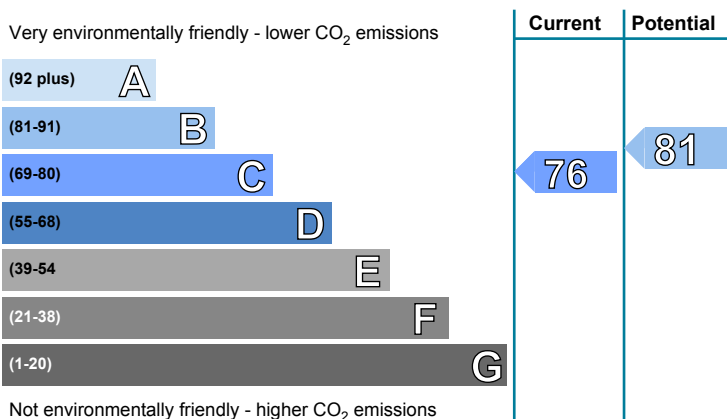 Very environmentally friendly - lower CO₂ emissions
Current
Potential
(92 plus) A
(81-91) B
(69-80) C
(55-68) D
(39-54 E
(21-38) F
(1-20) G
76
81
Not environmentally friendly - higher CO₂ emissions